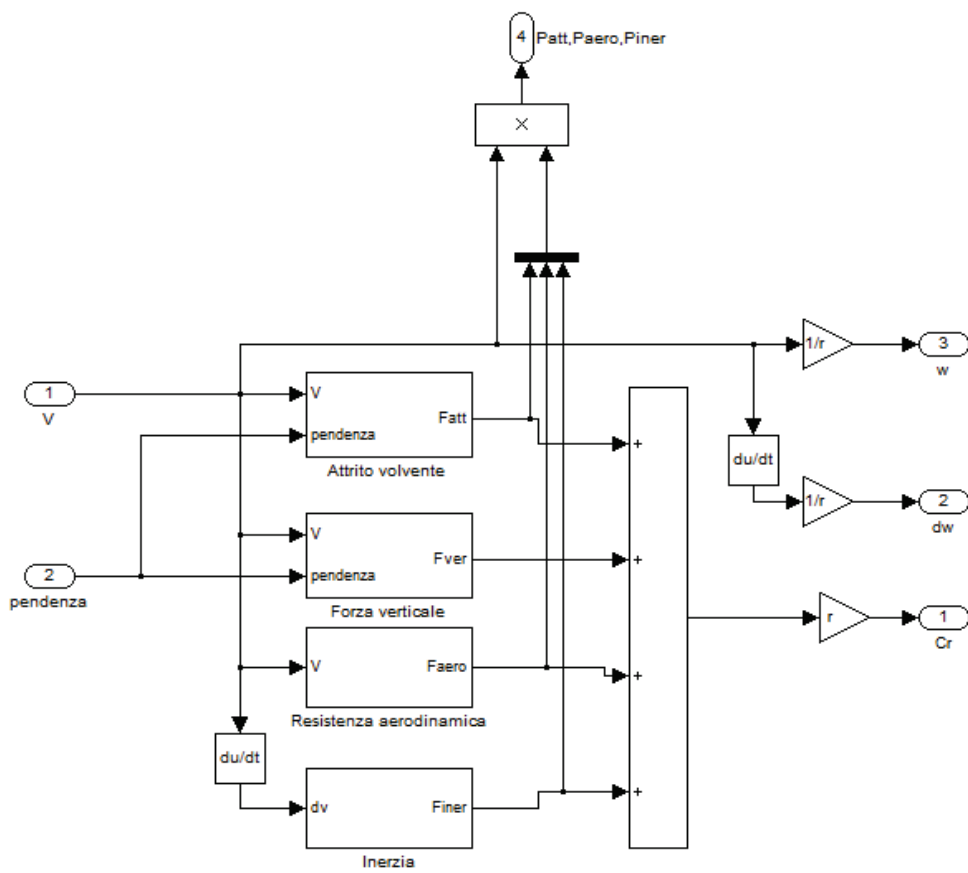 4
Patt,Paero,Piner
×
1/r
3
w
1
V
V
Fatt
pendenza
Attrito volvente
+
du/dt
1/r
2
dw
V
Fver
pendenza
Forza verticale
+
2
pendenza
r
1
Cr
V
Faero
Resistenza aerodinamica
+
du/dt
dv
Finer
Inerzia
+